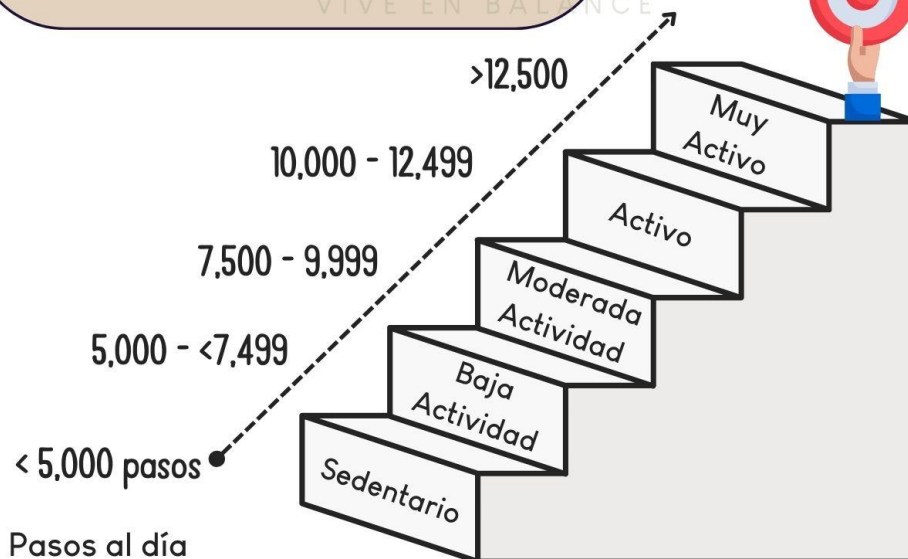 VIVE EN BALANCE
>12,500
Muy
Activo
10,000 - 12,499
Activo
7,500 - 9,999
Moderada
Actividad
5,000 - <7,499
Baja
Actividad
< 5,000 pasos
Sedentario
Pasos al día